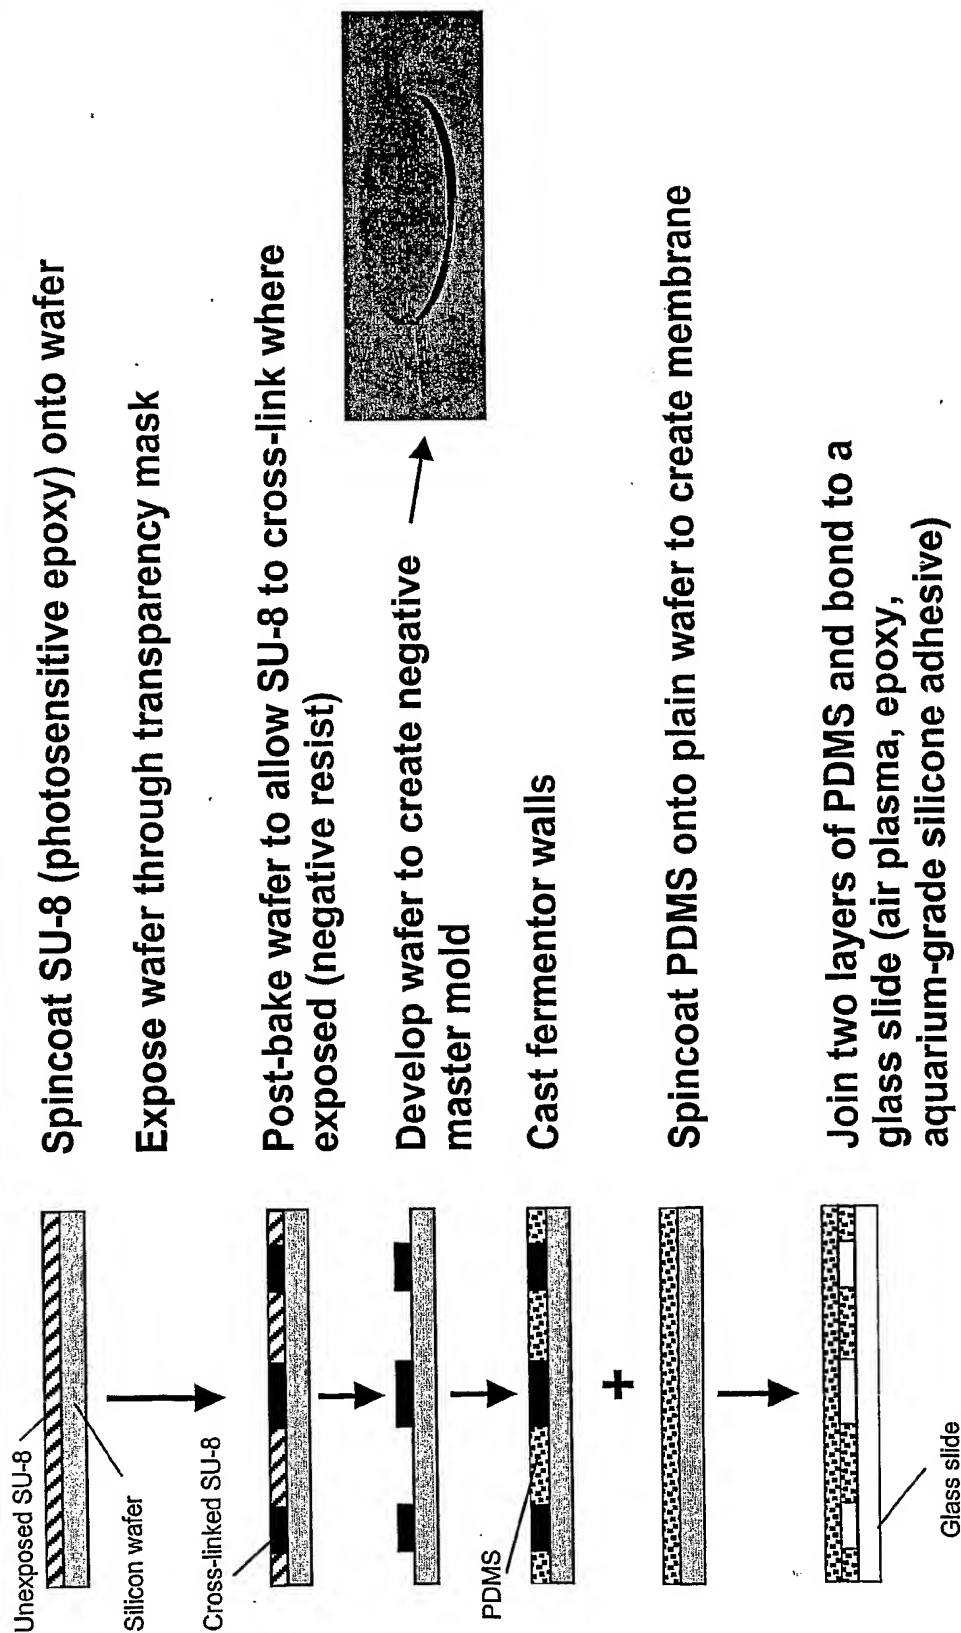 Unexposed SU-8
Silicon wafer
Spincoat SU-8 (photosensitive epoxy) onto wafer
Expose wafer through transparency mask
Cross-linked SU-8
Post-bake wafer to allow SU-8 to cross-link where
exposed (negative resist)
Develop wafer to create negative
master mold
PDMS
Cast fermentor walls
+
Spincoat PDMS onto plain wafer to create membrane
Join two layers of PDMS and bond to a
glass slide (air plasma, epoxy,
aquarium-grade silicone adhesive)
Glass slide